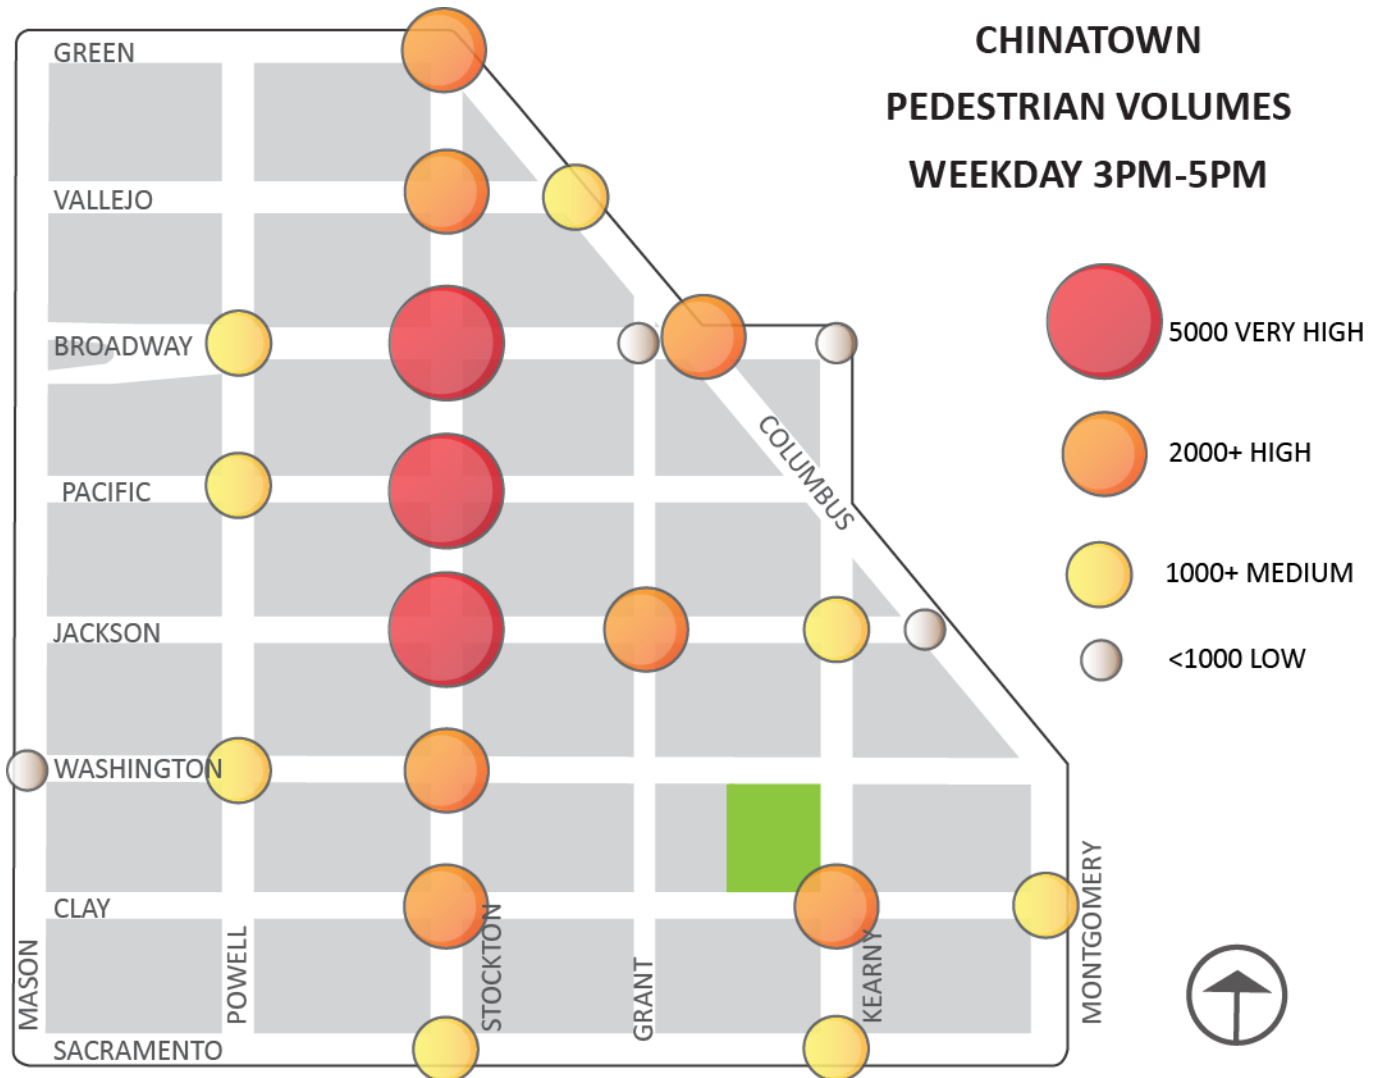 CHINATOWN
PEDESTRIAN VOLUMES
WEEKDAY 3PM-5PM
GREEN
VALLEJO
BROADWAY
PACIFIC
JACKSON
WASHINGTON
CLAY
SACRAMENTO
MASON
POWELL
STOCKTON
GRANT
KEARNY
MONTGOMERY
COLUMBUS
5000 VERY HIGH
2000+ HIGH
1000+ MEDIUM
<1000 LOW